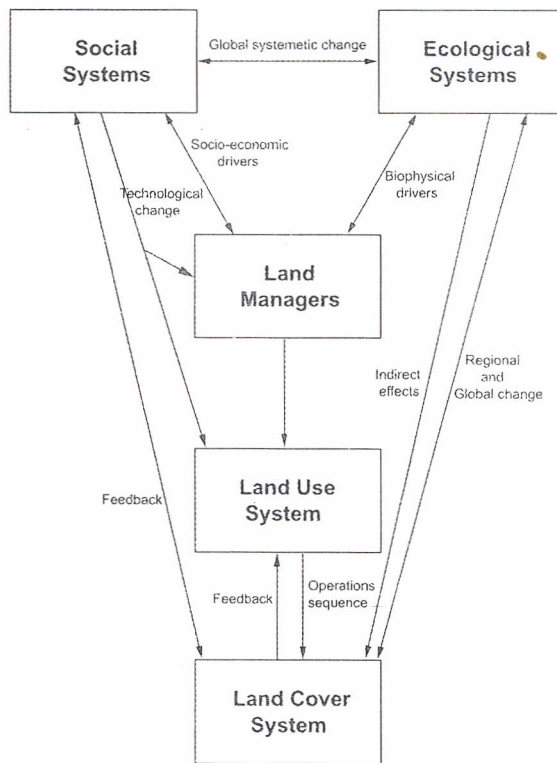 Social
Systems
Global systemetic change
Ecological
Systems
Socio-economic
drivers
Biophysical
drivers
Technological
change
Land
Managers
Indirect
effects
Regional
and
Global change
Land Use
System
Feedback
Feedback
Operations
sequence
Land Cover
System